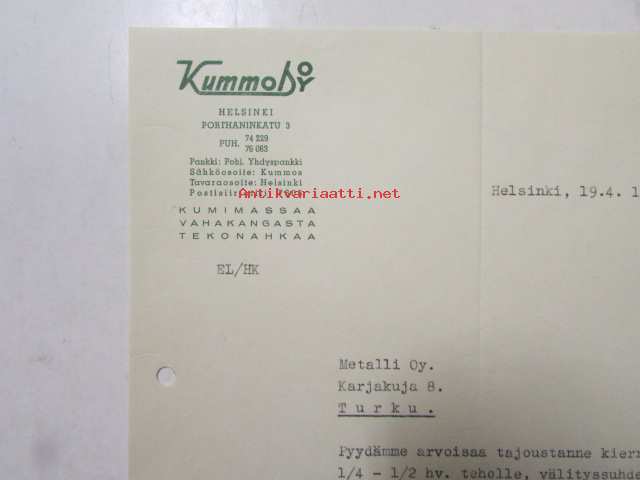 Kummob OY
HELSINKI
PORTHANINKATU 3
PUH. 74 229
76 063
Pankki: Pohj. Yhdyspankki
Sähköosoite: Kummos
Tavaraosoite: Helsinki
Antikvariaatti.net
KUMIMASSAA
VAHAKANGASTA
TEKONAHKAA
Helsinki, 19.4. 1
EL/HK
Metalli Oy.
Karjakuja 8.
Turku.
Pyydämme arvoisaa tajoustanne kierr
1/4 - 1/2 hv. teholle, välityssuhde